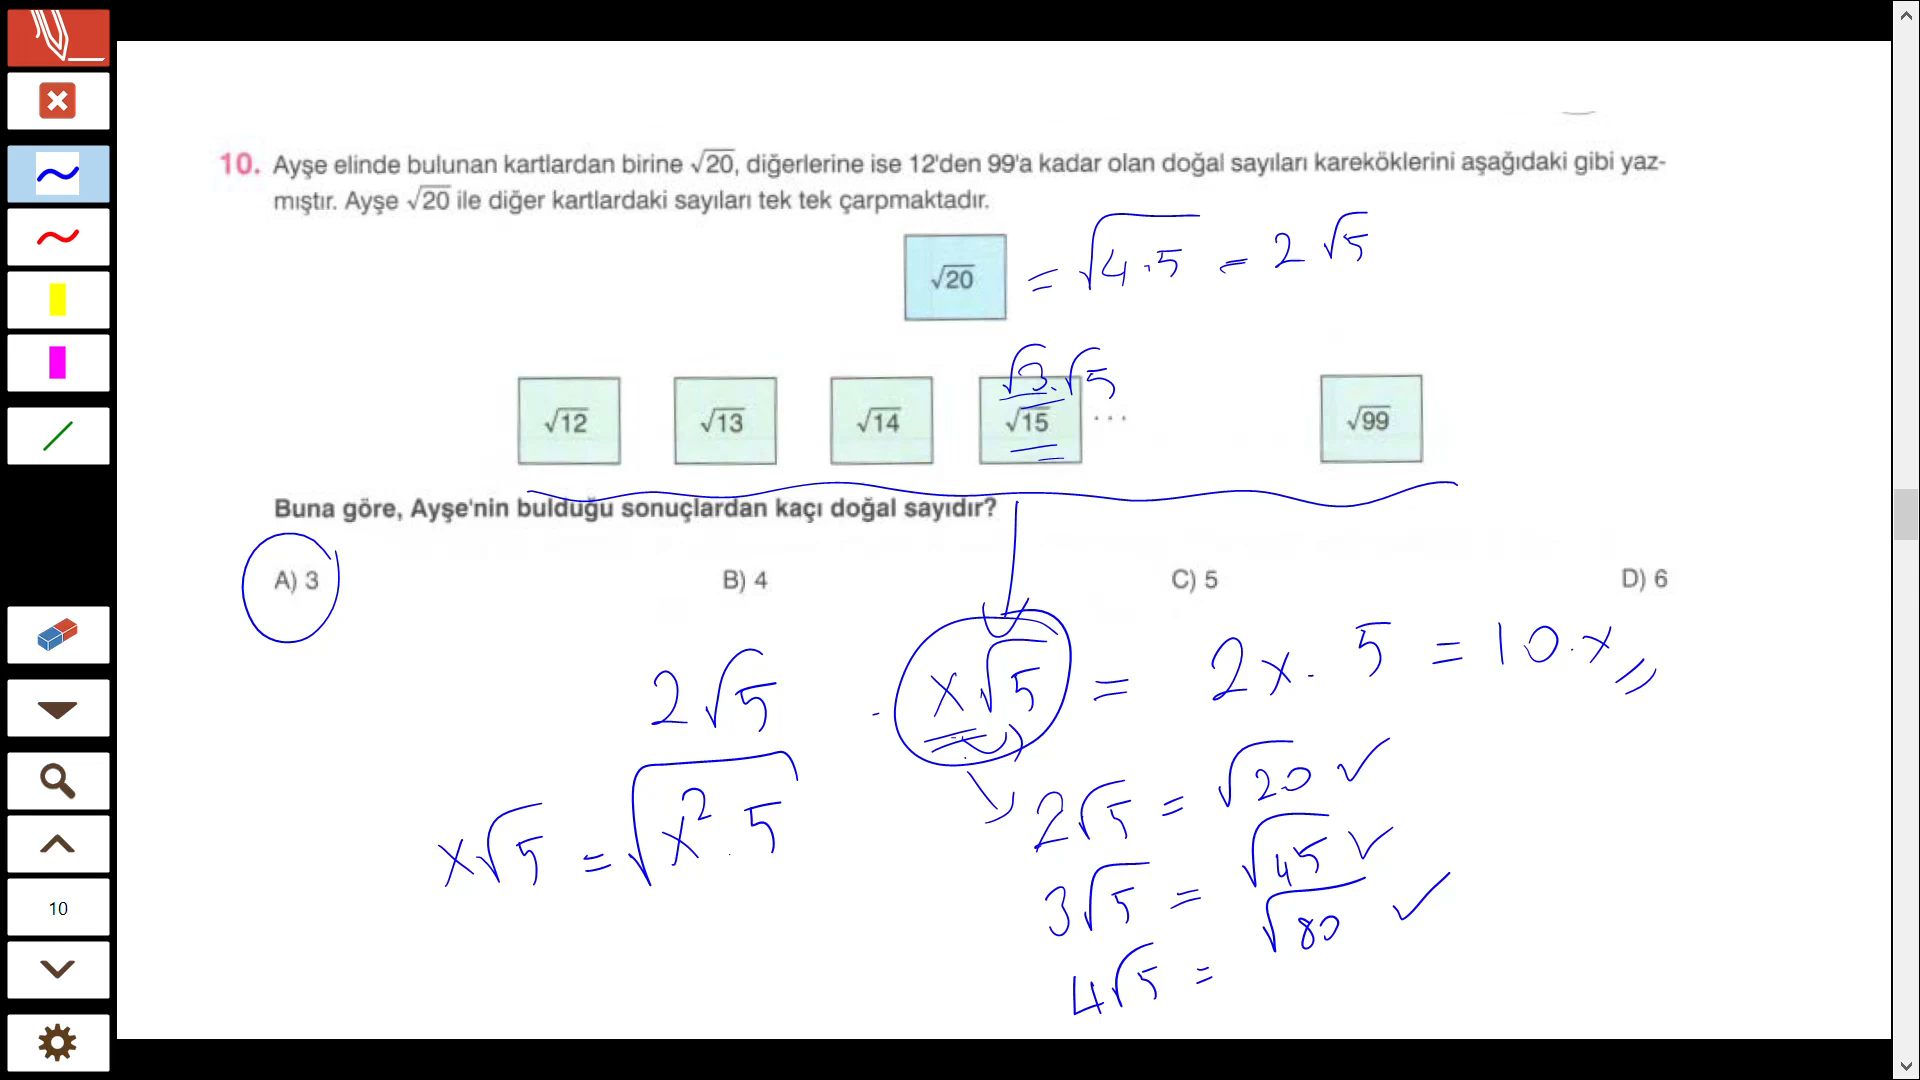 10. Ayşe elinde bulunan kartlardan birine √20, diğerlerine ise 12'den 99'a kadar olan doğal sayıları kareköklerini aşağıdaki gibi yaz-
mıştır. Ayşe √20 ile diğer kartlardaki sayıları tek tek çarpmaktadır.
√20 = √4.5 = 2√5
√3.√5
√12 √13 √14 √15 ... √99
Buna göre, Ayşe'nin bulduğu sonuçlardan kaçı doğal sayıdır?
A) 3 B) 4 C) 5 D) 6
2√5 . x√5 = 2x.5 = 10.x
x√5 = √x².5
2√5 = √20 ✓
3√5 = √45 ✓
4√5 = √80 ✓
10